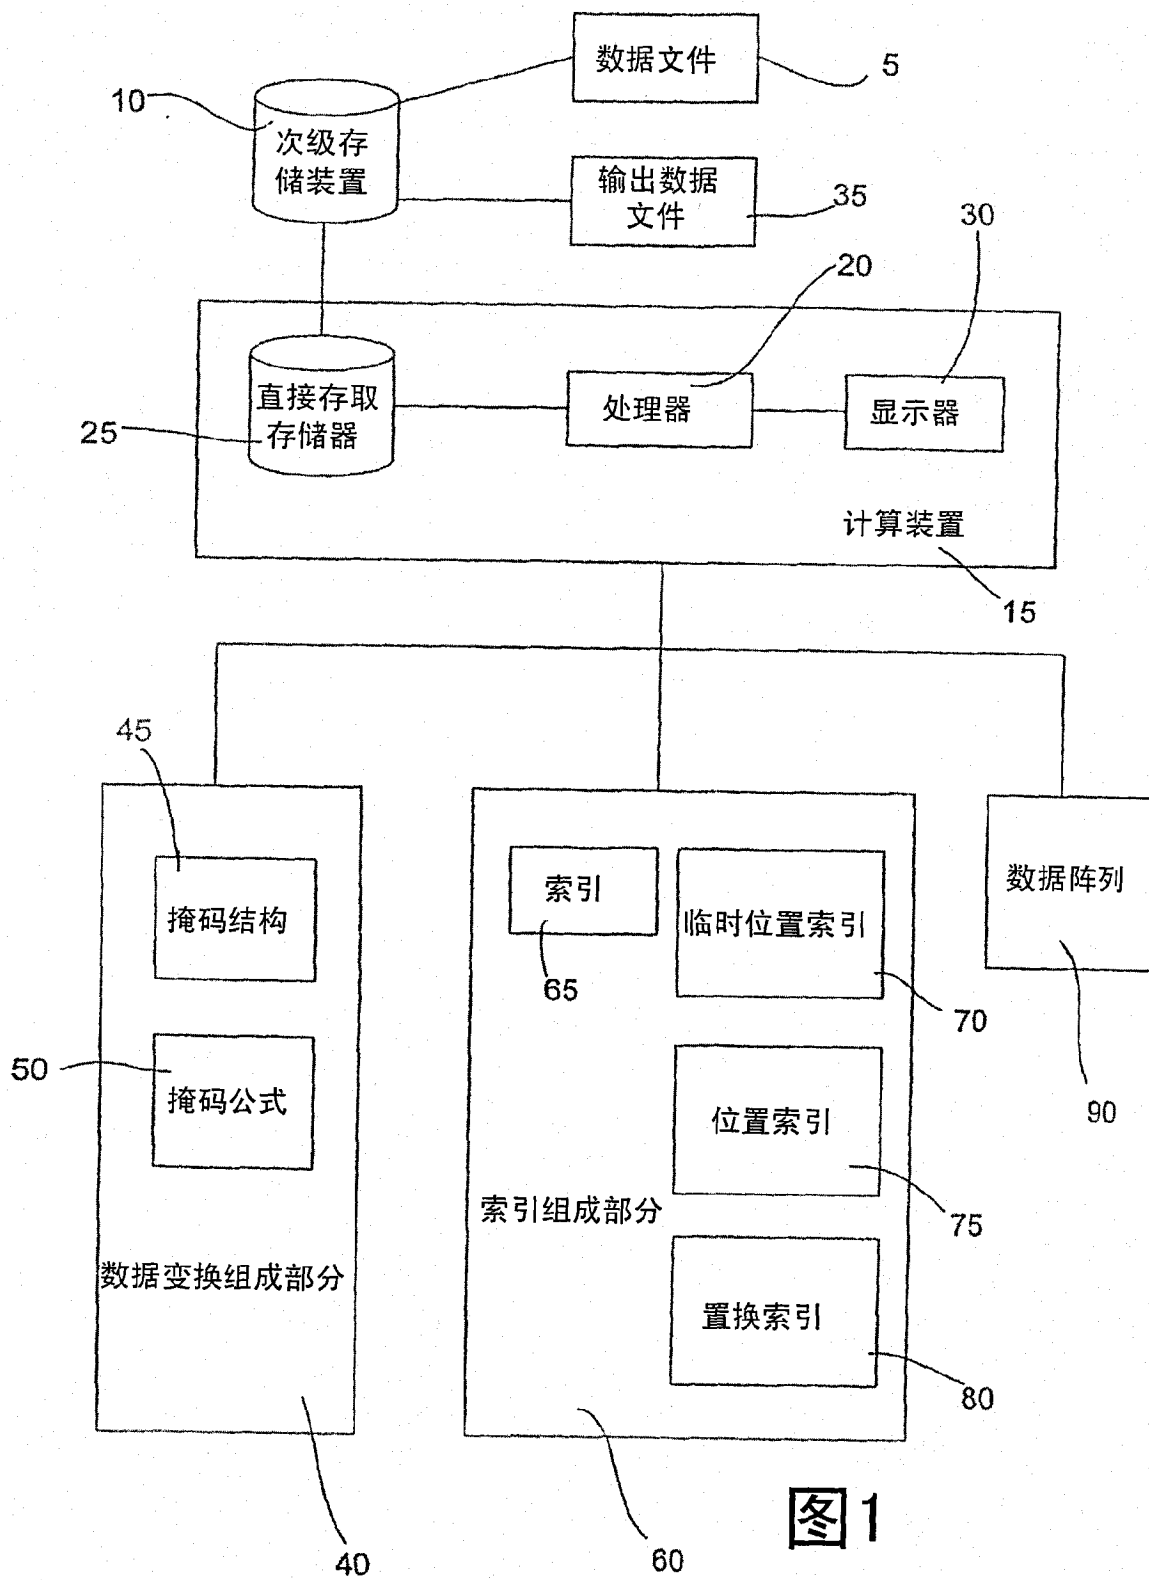 数据文件
5
10
次级存
储装置
输出数据
文件
35
30
20
直接存取
存储器
25
处理器
显示器
计算装置
15
45
掩码结构
50
掩码公式
数据变换组成部分
40
索引
65
临时位置索引
70
位置索引
75
索引组成部分
置换索引
80
60
数据阵列
90
图1